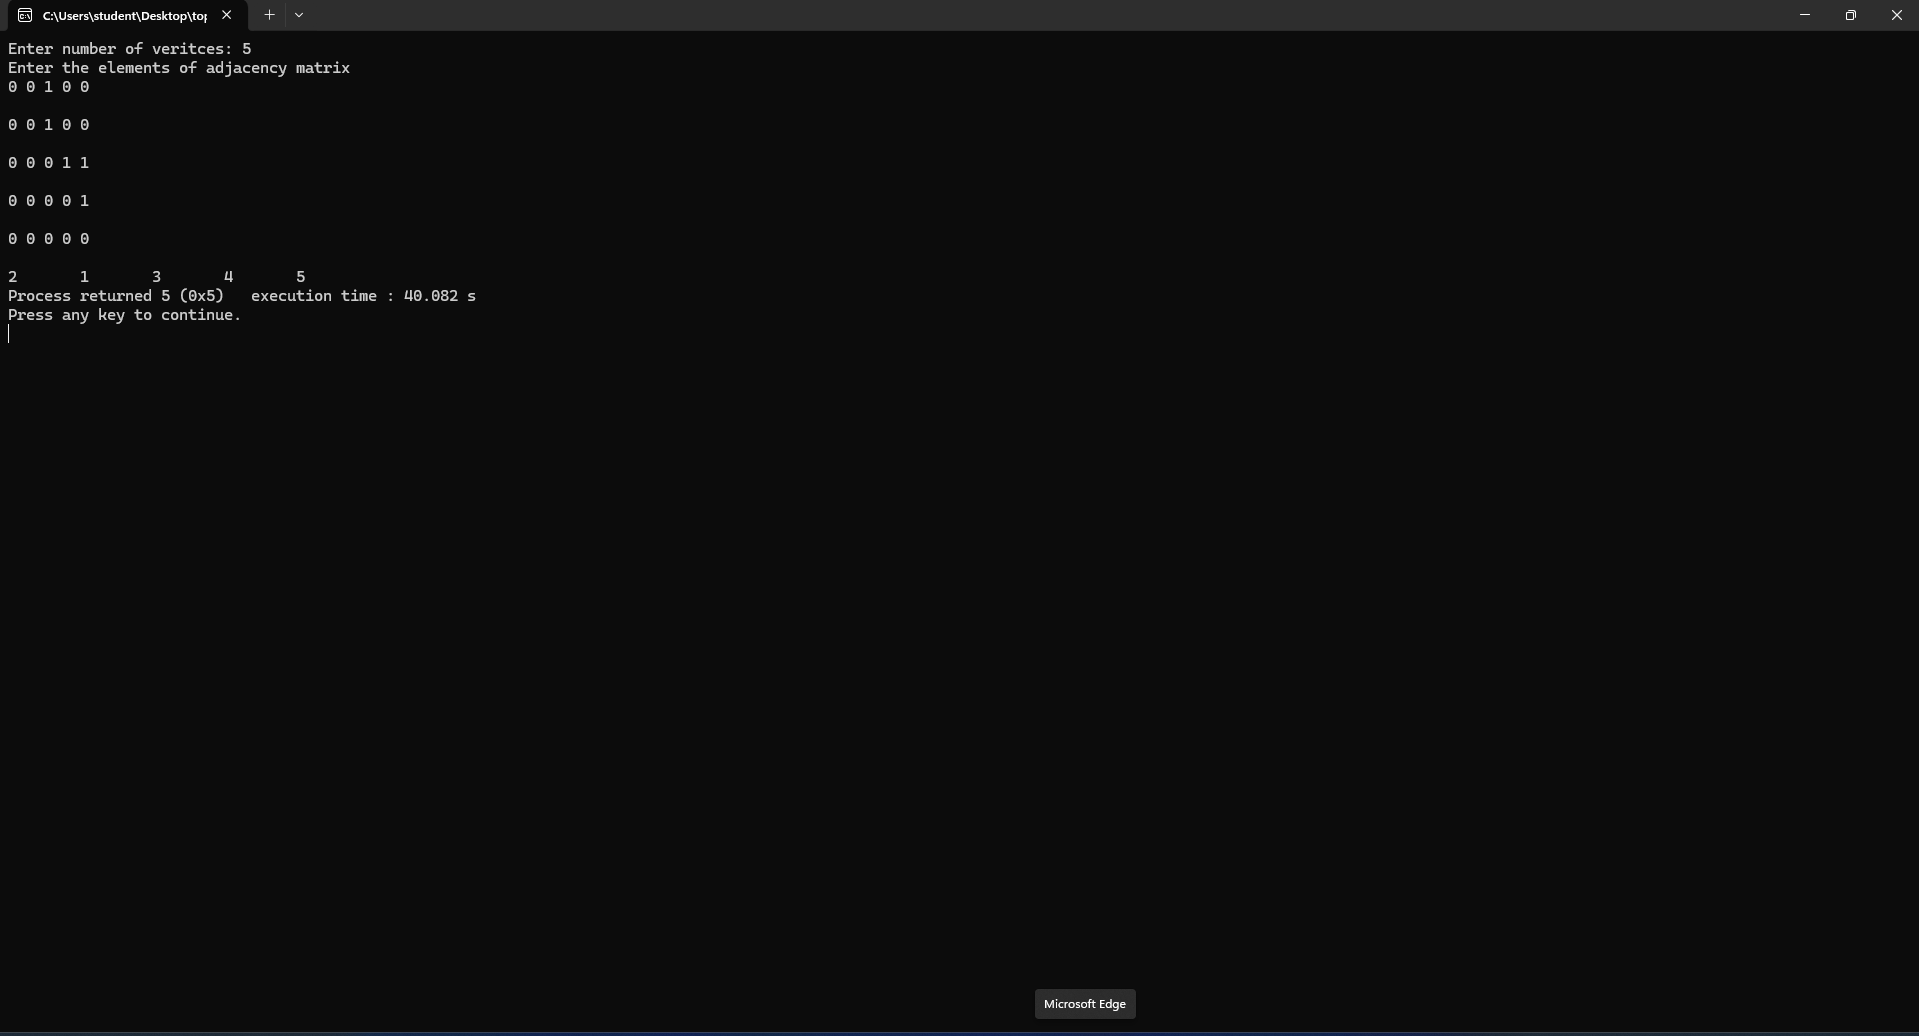 C:\Users\student\Desktop\top
Enter number of veritces: 5
Enter the elements of adjacency matrix
0 0 1 0 0
0 0 1 0 0
0 0 0 1 1
0 0 0 0 1
0 0 0 0 0
2       1       3       4       5
Process returned 5 (0x5)   execution time : 40.082 s
Press any key to continue.
Microsoft Edge